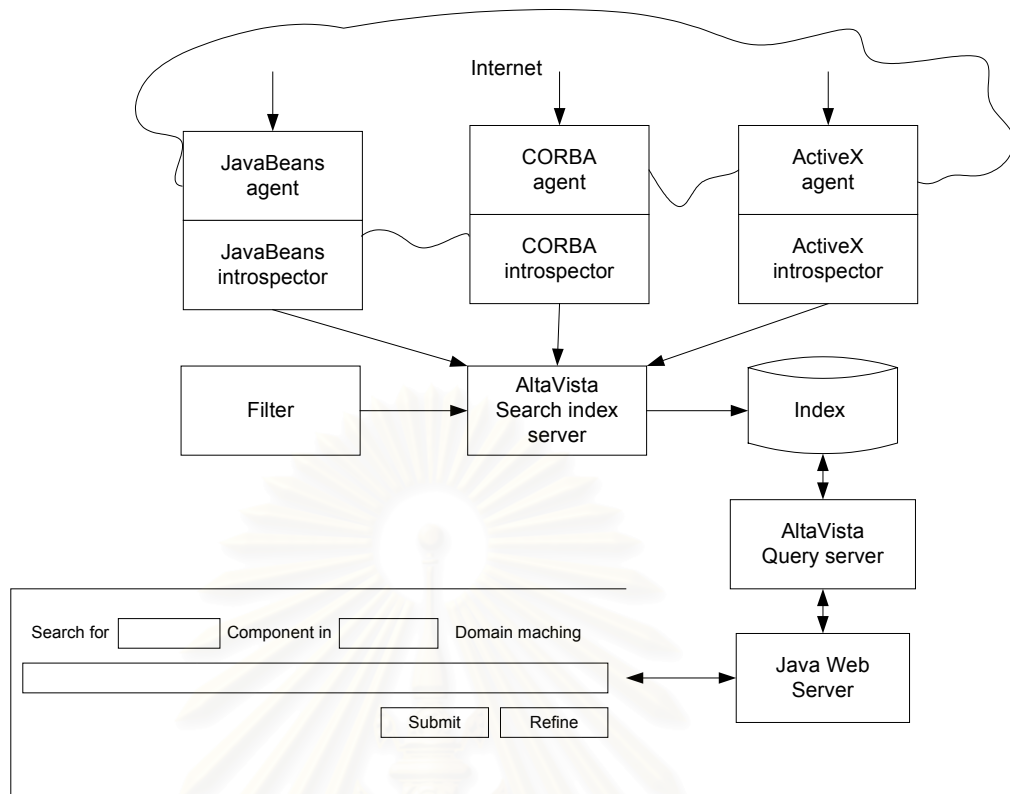 Internet
JavaBeans
agent
CORBA
agent
ActiveX
agent
JavaBeans
introspector
CORBA
introspector
ActiveX
introspector
Filter
AltaVista
Search index
server
Index
AltaVista
Query server
Search for Component in Domain maching
Java Web
Server
Submit Refine